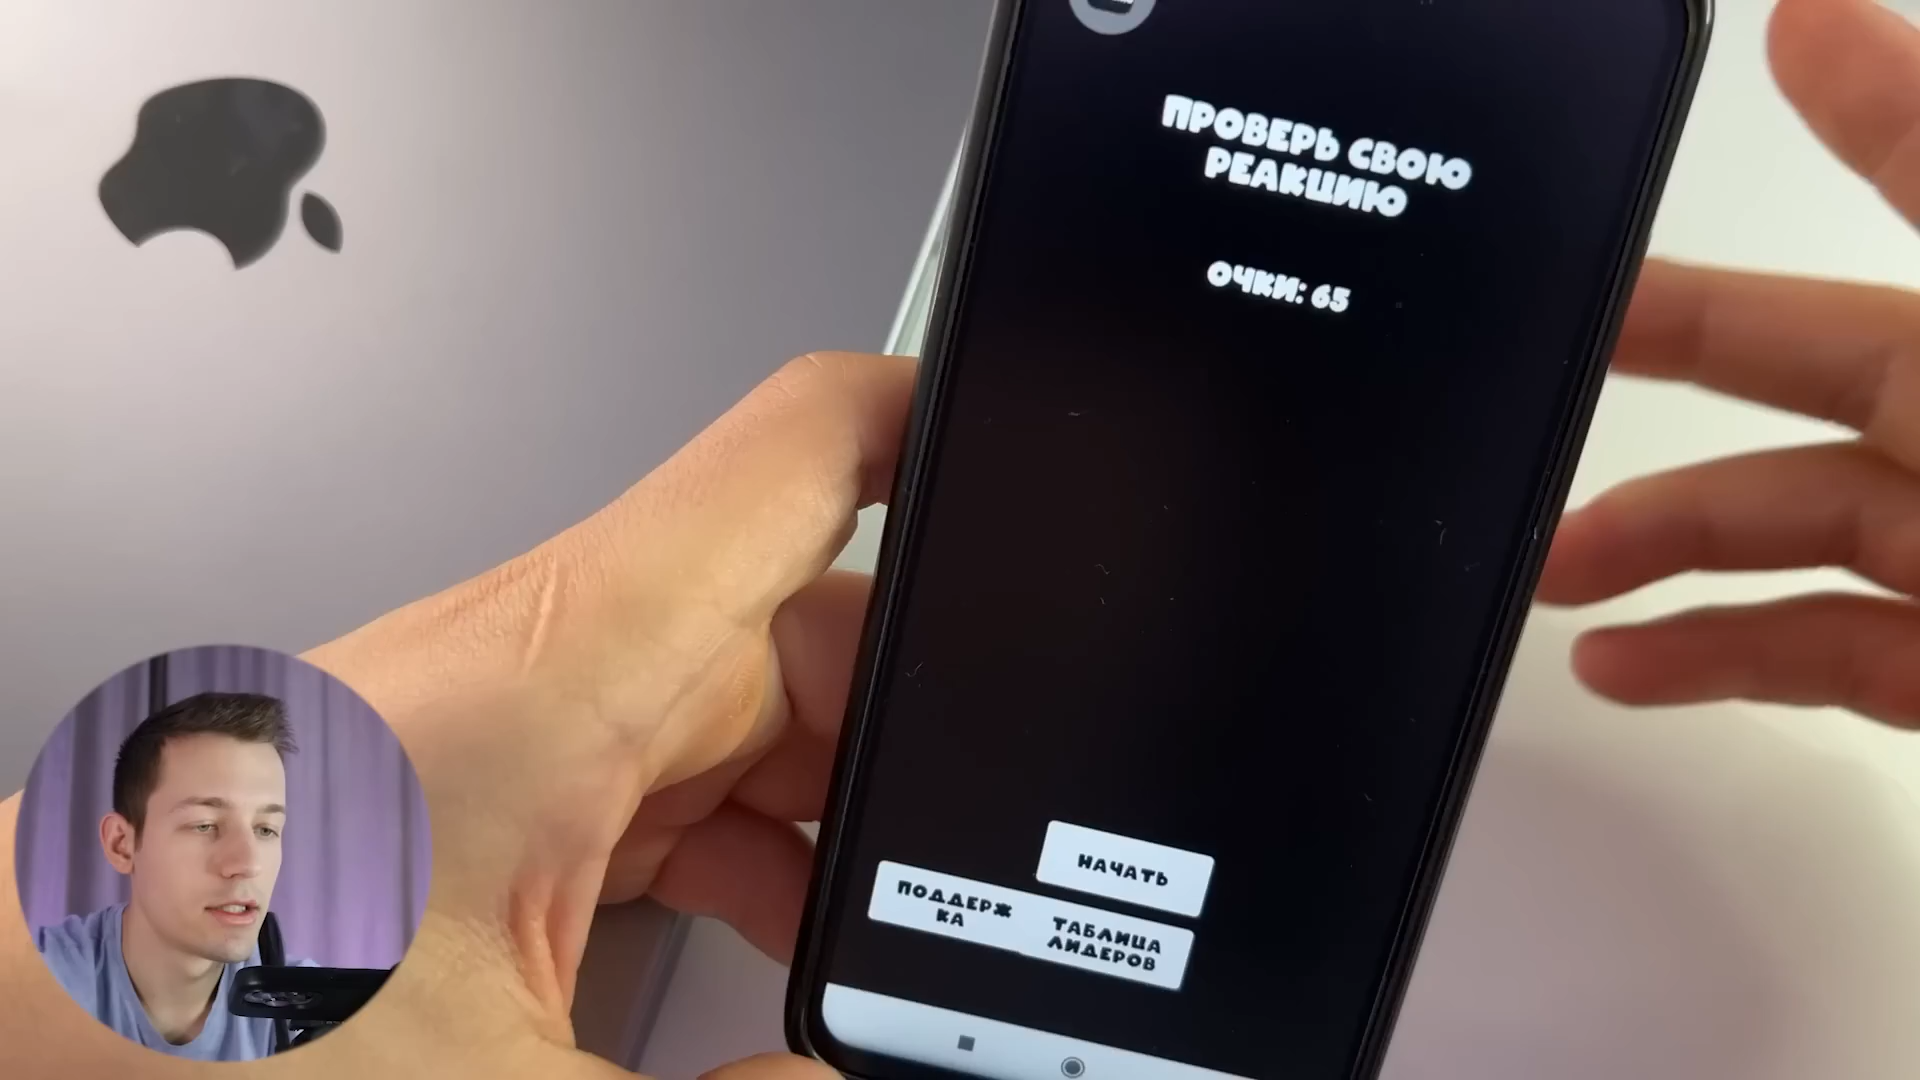 ПРОВЕРЬ СВОЮ
РЕАКЦИЮ
ОЧКИ: 65
НАЧАТЬ
ПОДДЕРЖ
КА
ТАБЛИЦА
ЛИДЕРОВ